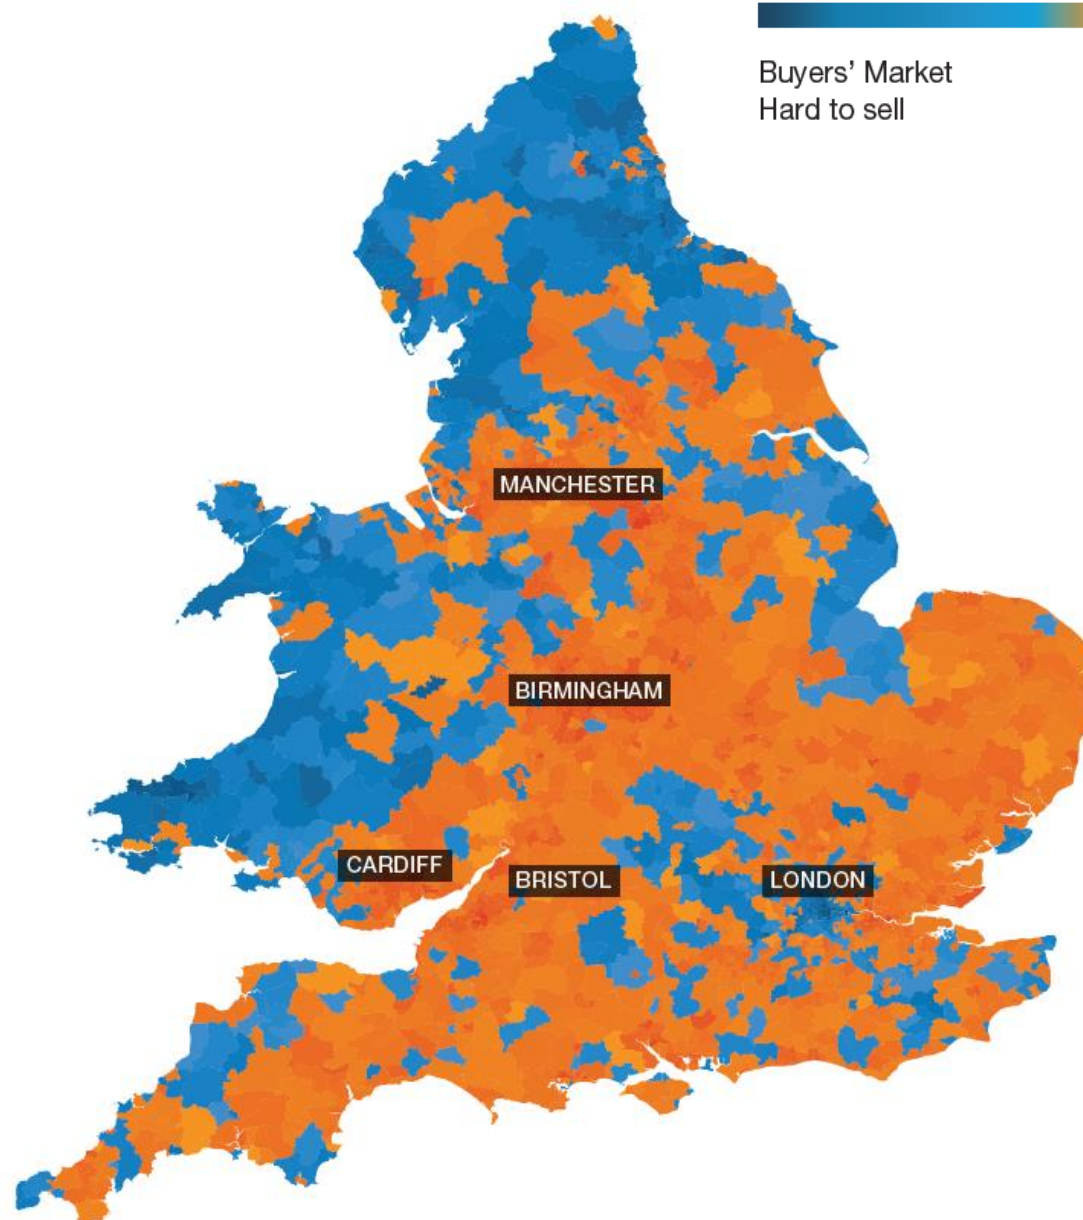 Buyers’ Market
Hard to sell
MANCHESTER
BIRMINGHAM
CARDIFF
BRISTOL
LONDON